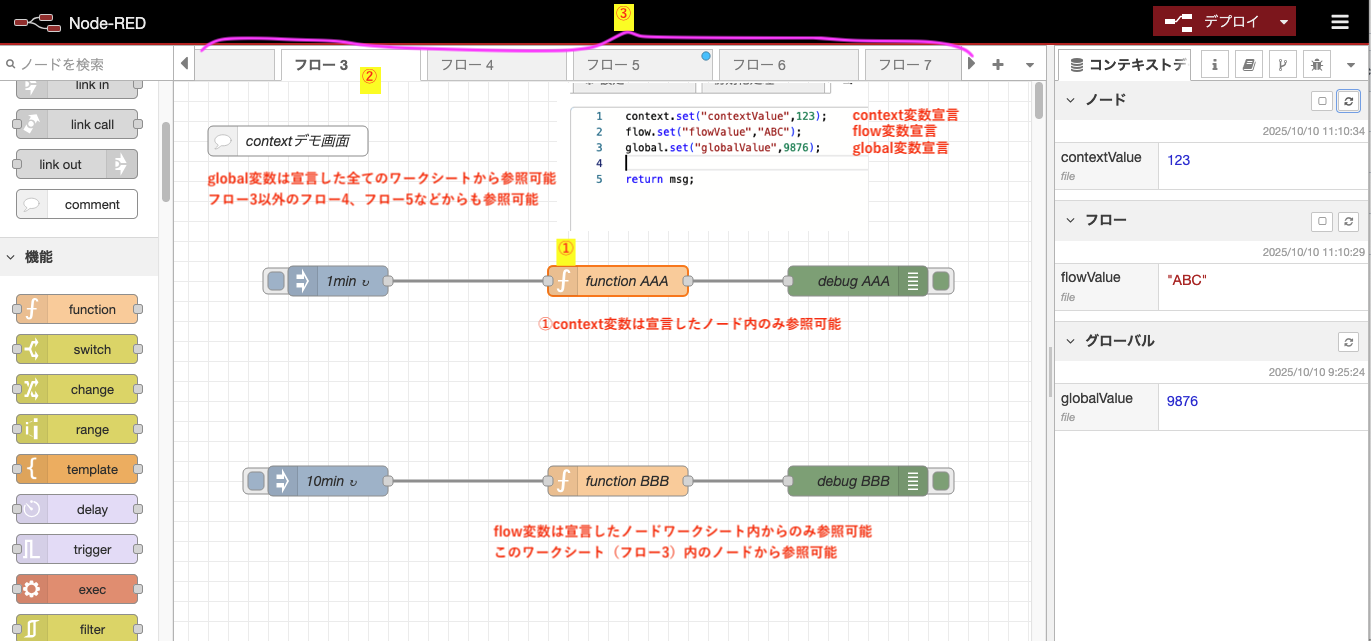 Node-RED
③
デプロイ
ノードを検索
フロー 3
②
フロー 4
フロー 5
フロー 6
フロー 7
コンテキストデ
link in
link call
link out
comment
機能
function
switch
change
range
template
delay
trigger
exec
filter
contextデモ画面
global変数は宣言した全てのワークシートから参照可能
フロー3以外のフロー4、フロー5などからも参照可能
1 context.set("contextValue",123); context変数宣言
2 flow.set("flowValue","ABC"); flow変数宣言
3 global.set("globalValue",9876); global変数宣言
4
5 return msg;
①
1min ↻
function AAA
debug AAA
①context変数は宣言したノード内のみ参照可能
10min ↻
function BBB
debug BBB
flow変数は宣言したノードワークシート内からのみ参照可能
このワークシート（フロー3）内のノードから参照可能
ノード
2025/10/10 11:10:34
contextValue 123
file
フロー
2025/10/10 11:10:29
flowValue "ABC"
file
グローバル
2025/10/10 9:25:24
globalValue 9876
file